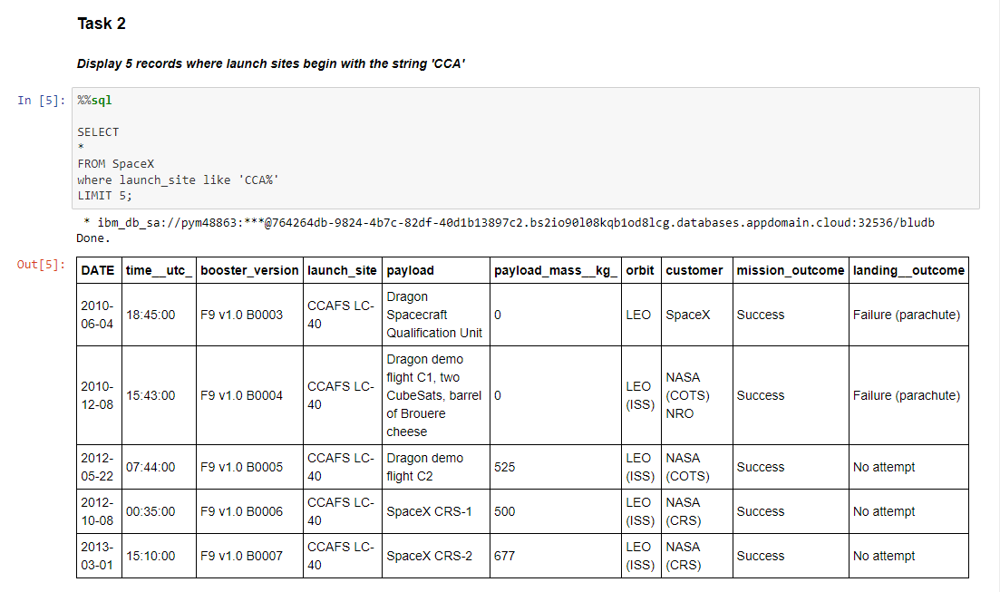 Task 2
Display 5 records where launch sites begin with the string 'CCA'
In [5]: %%sql
SELECT
*
FROM SpaceX
where launch_site like 'CCA%'
LIMIT 5;
* ibm_db_sa://pym48863:***@764264db-9824-4b7c-82df-40d1b13897c2.bs2io90l08kqb1od8lcg.databases.appdomain.cloud:32536/bludb
Done.
Out[5]:
DATE time__utc_ booster_version launch_site payload payload_mass__kg_ orbit customer mission_outcome landing__outcome
2010-06-04 18:45:00 F9 v1.0 B0003 CCAFS LC-40 Dragon Spacecraft Qualification Unit 0 LEO SpaceX Success Failure (parachute)
2010-12-08 15:43:00 F9 v1.0 B0004 CCAFS LC-40 Dragon demo flight C1, two CubeSats, barrel of Brouere cheese 0 LEO (ISS) NASA (COTS) NRO Success Failure (parachute)
2012-05-22 07:44:00 F9 v1.0 B0005 CCAFS LC-40 Dragon demo flight C2 525 LEO (ISS) NASA (COTS) Success No attempt
2012-10-08 00:35:00 F9 v1.0 B0006 CCAFS LC-40 SpaceX CRS-1 500 LEO (ISS) NASA (CRS) Success No attempt
2013-03-01 15:10:00 F9 v1.0 B0007 CCAFS LC-40 SpaceX CRS-2 677 LEO (ISS) NASA (CRS) Success No attempt